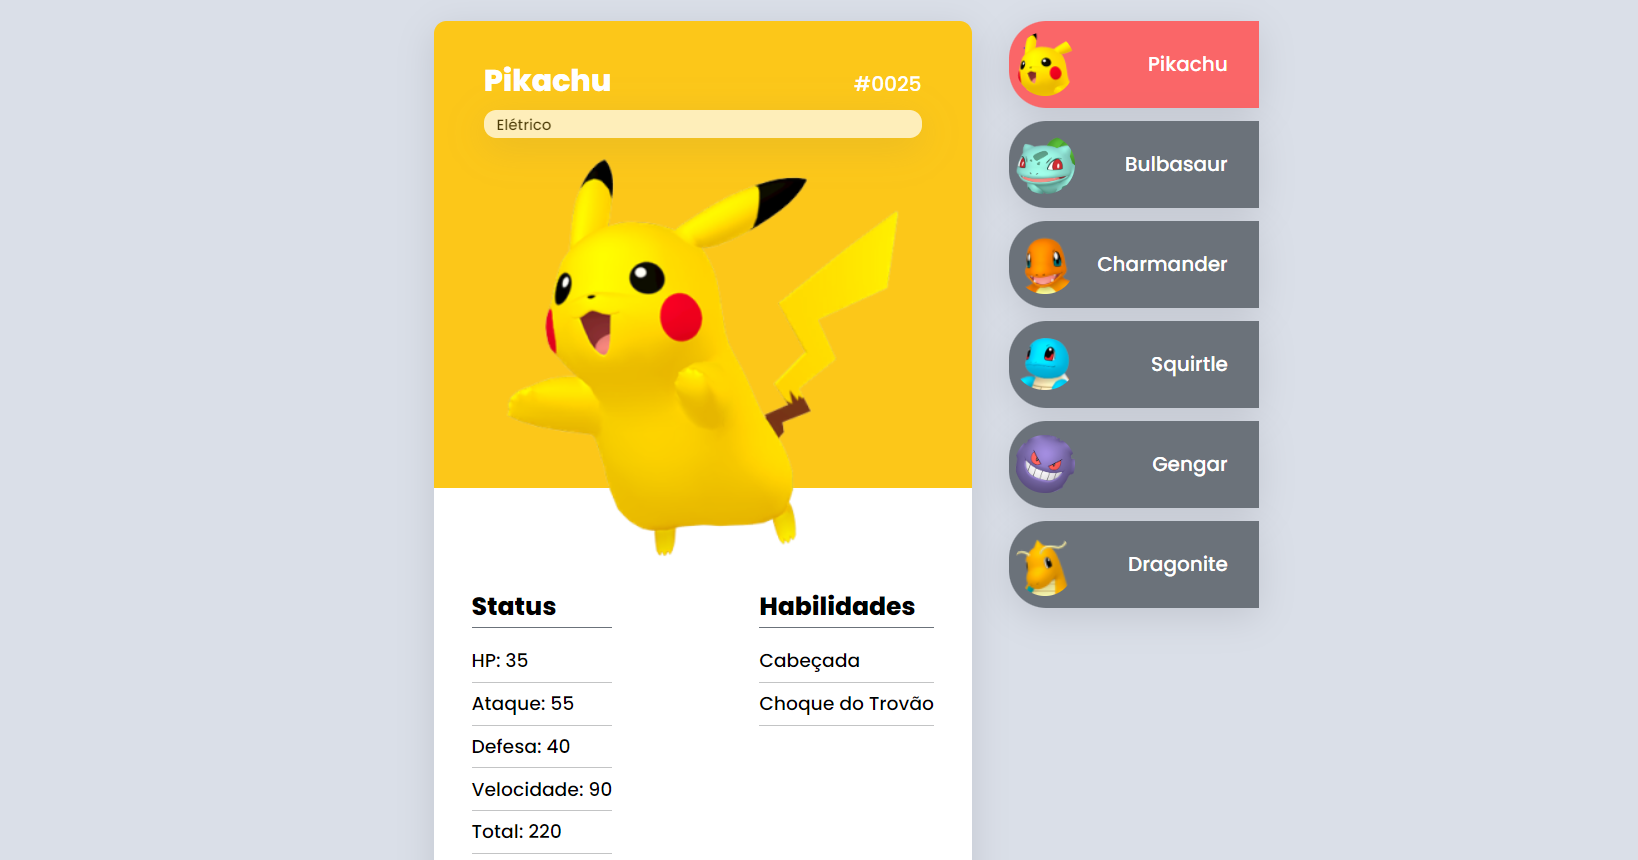 Pikachu
#0025
Elétrico
Status
HP: 35
Ataque: 55
Defesa: 40
Velocidade: 90
Total: 220
Habilidades
Cabeçada
Choque do Trovão
Pikachu
Bulbasaur
Charmander
Squirtle
Gengar
Dragonite